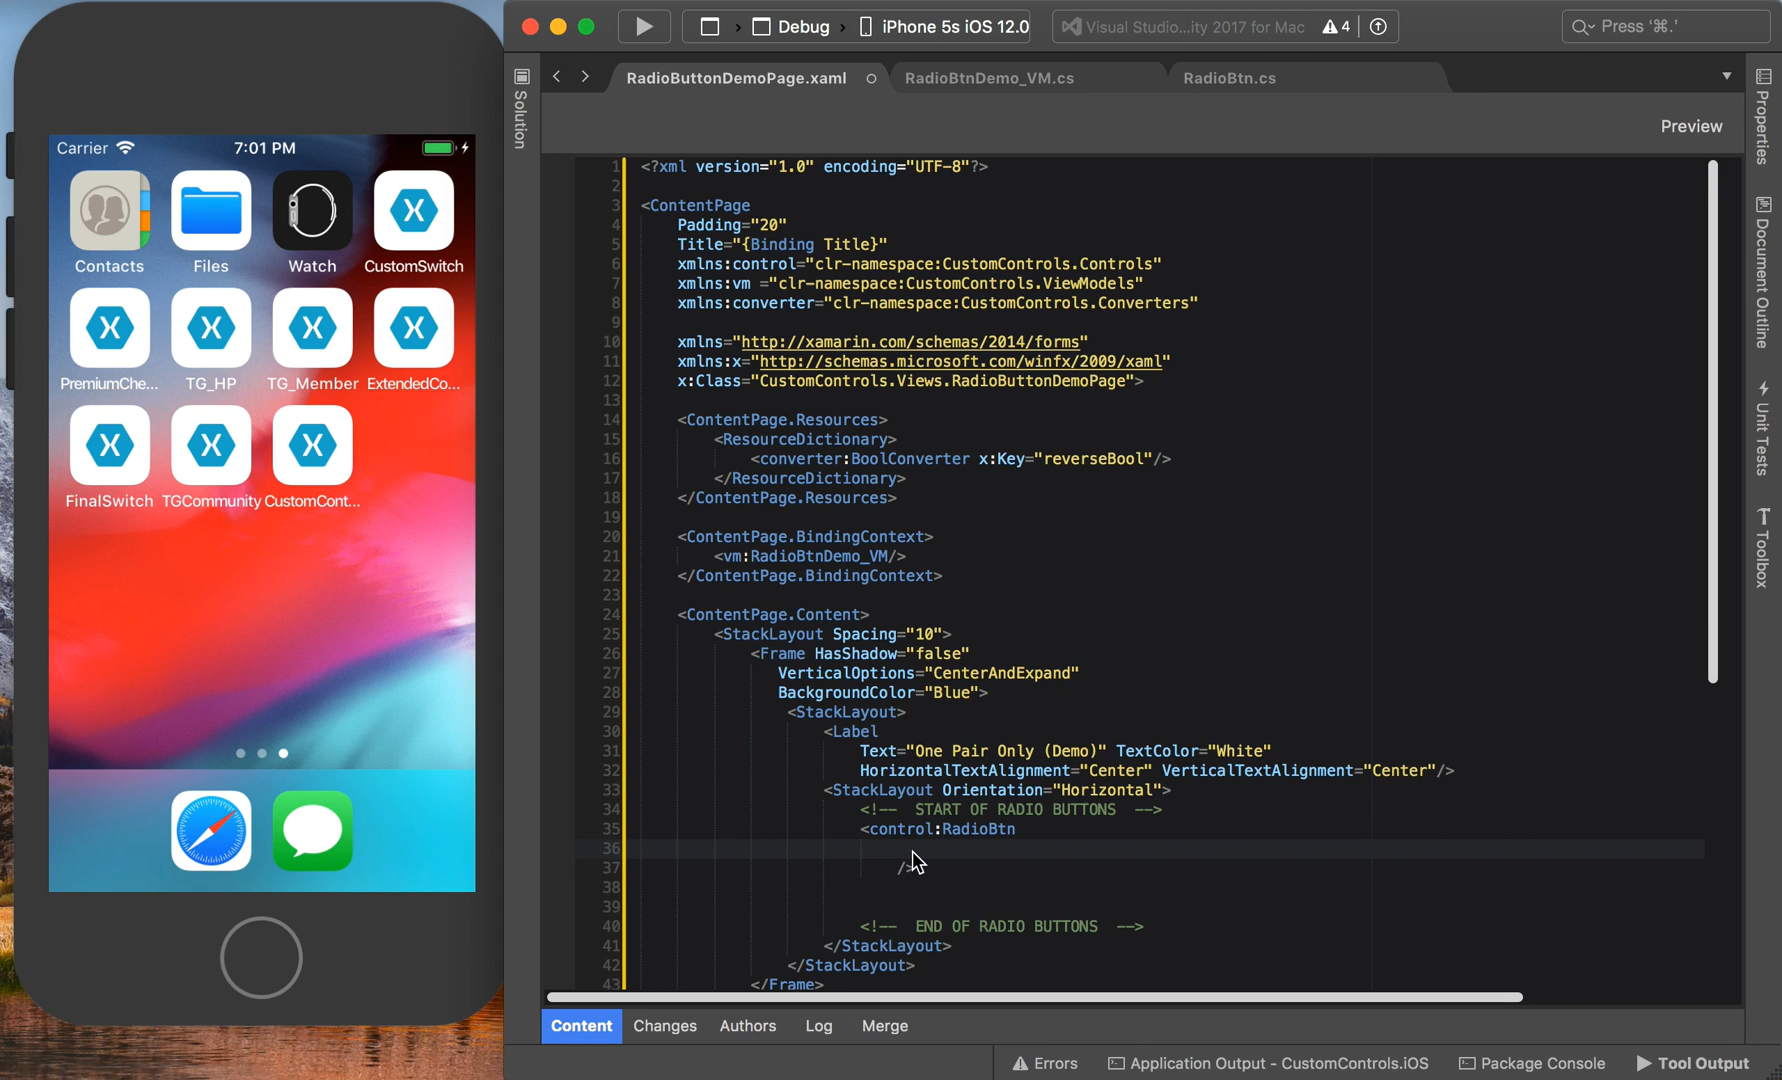 Debug
iPhone 5s iOS 12.0
Visual Studio...ity 2017 for Mac
4
Press '⌘.'
RadioButtonDemoPage.xaml
RadioBtnDemo_VM.cs
RadioBtn.cs
Preview
Solution
Properties
Document Outline
Unit Tests
Toolbox
Carrier
7:01 PM
Contacts
Files
Watch
CustomSwitch
PremiumChe...
TG_HP
TG_Member
ExtendedCo...
FinalSwitch
TGCommunity
CustomCont...
1 <?xml version="1.0" encoding="UTF-8"?>
2
3 <ContentPage
4 Padding="20"
5 Title="{Binding Title}"
6 xmlns:control="clr-namespace:CustomControls.Controls"
7 xmlns:vm ="clr-namespace:CustomControls.ViewModels"
8 xmlns:converter="clr-namespace:CustomControls.Converters"
9
10 xmlns="http://xamarin.com/schemas/2014/forms"
11 xmlns:x="http://schemas.microsoft.com/winfx/2009/xaml"
12 x:Class="CustomControls.Views.RadioButtonDemoPage">
13
14 <ContentPage.Resources>
15 <ResourceDictionary>
16 <converter:BoolConverter x:Key="reverseBool"/>
17 </ResourceDictionary>
18 </ContentPage.Resources>
19
20 <ContentPage.BindingContext>
21 <vm:RadioBtnDemo_VM/>
22 </ContentPage.BindingContext>
23
24 <ContentPage.Content>
25 <StackLayout Spacing="10">
26 <Frame HasShadow="false"
27 VerticalOptions="CenterAndExpand"
28 BackgroundColor="Blue">
29 <StackLayout>
30 <Label
31 Text="One Pair Only (Demo)" TextColor="White"
32 HorizontalTextAlignment="Center" VerticalTextAlignment="Center"/>
33 <StackLayout Orientation="Horizontal">
34 <!-- START OF RADIO BUTTONS -->
35 <control:RadioBtn
36
37 />
38
39
40 <!-- END OF RADIO BUTTONS -->
41 </StackLayout>
42 </StackLayout>
43 </Frame>
Content
Changes
Authors
Log
Merge
Errors
Application Output - CustomControls.iOS
Package Console
Tool Output